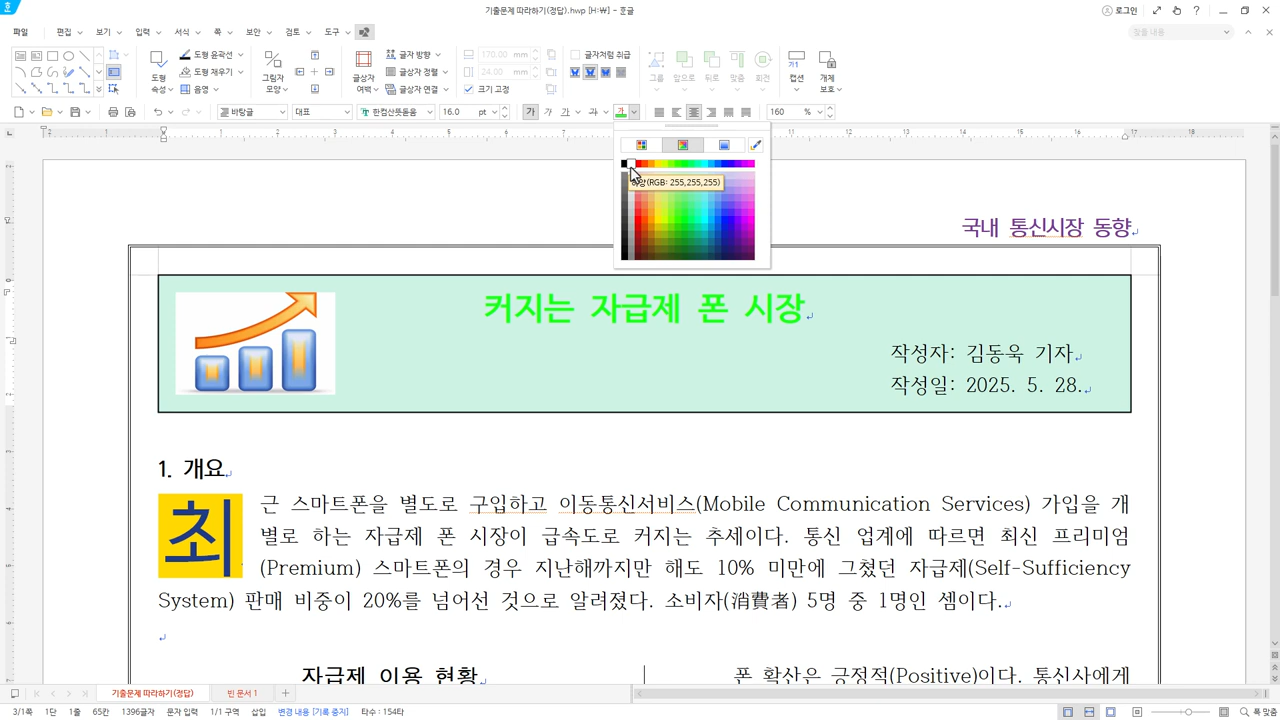 기출문제 따라하기(정답).hwp [H:\] - 한글
로그인
파일 편집 보기 입력 서식 쪽 보안 검토 도구
찾을 내용
도형 윤곽선
도형 채우기
음영
도형 속성
그림자 모양
글상자 여백
글자 방향
글자 정렬
글상자 연결
170.00 mm
24.00 mm
크기 고정
글자처럼 취급
그룹 앞으로 뒤로 맞춤 회전 캡션 개체 보호
바탕글 대표 한컴산뜻돋움 16.0 pt 가 가 가 가 가 160 %
하양(RGB: 255,255,255)
국내 통신시장 동향
커지는 자급제 폰 시장
작성자: 김동욱 기자
작성일: 2025. 5. 28.
1. 개요
최근 스마트폰을 별도로 구입하고 이동통신서비스(Mobile Communication Services) 가입을 개
별로 하는 자급제 폰 시장이 급속도로 커지는 추세이다. 통신 업계에 따르면 최신 프리미엄
(Premium) 스마트폰의 경우 지난해까지만 해도 10% 미만에 그쳤던 자급제(Self-Sufficiency
System) 판매 비중이 20%를 넘어선 것으로 알려졌다. 소비자(消費者) 5명 중 1명인 셈이다.
자급제 이용 현황
폰 확산은 긍정적(Positive)이다. 통신사에게
기출문제 따라하기(정답) 빈 문서 1
3/1쪽 1단 1줄 65칸 1396글자 문자 입력 1/1 구역 삽입 변경 내용 [기록 중지] 타수 : 154타
폭 맞춤